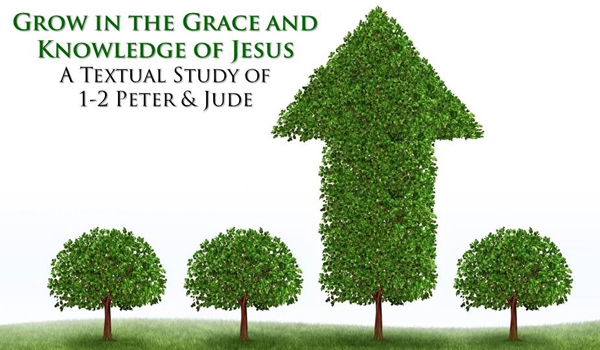 Grow in the Grace and
Knowledge of Jesus
A Textual Study of
1-2 Peter & Jude